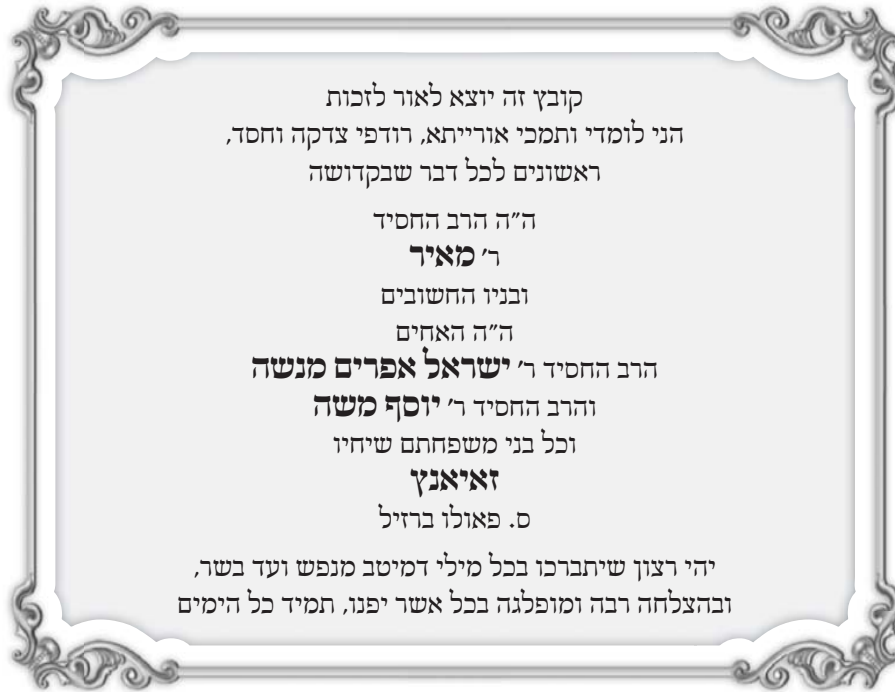 קובץ זה יוצא לאור לזכות
הני לומדי ותמכי אורייתא, רודפי צדקה וחסד,
ראשונים לכל דבר שבקדושה
ה״ה הרב החסיד
ר׳ מאיר
ובניו החשובים
ה״ה האחים
הרב החסיד ר׳ ישראל אפרים מנשה
והרב החסיד ר׳ יוסף משה
וכל בני משפחתם שיחיו
זאיאנץ
ס. פאולו ברזיל
יהי רצון שיתברכו בכל מילי דמיטב מנפש ועד בשר,
ובהצלחה רבה ומופלגה בכל אשר יפנו, תמיד כל הימים